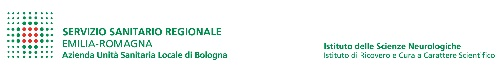 SERVIZIO SANITARIO REGIONALE
EMILIA-ROMAGNA
Azienda Unità Sanitaria Locale di Bologna
Istituto delle Scienze Neurologiche
Istituto di Ricovero e Cura a Carattere Scientifico